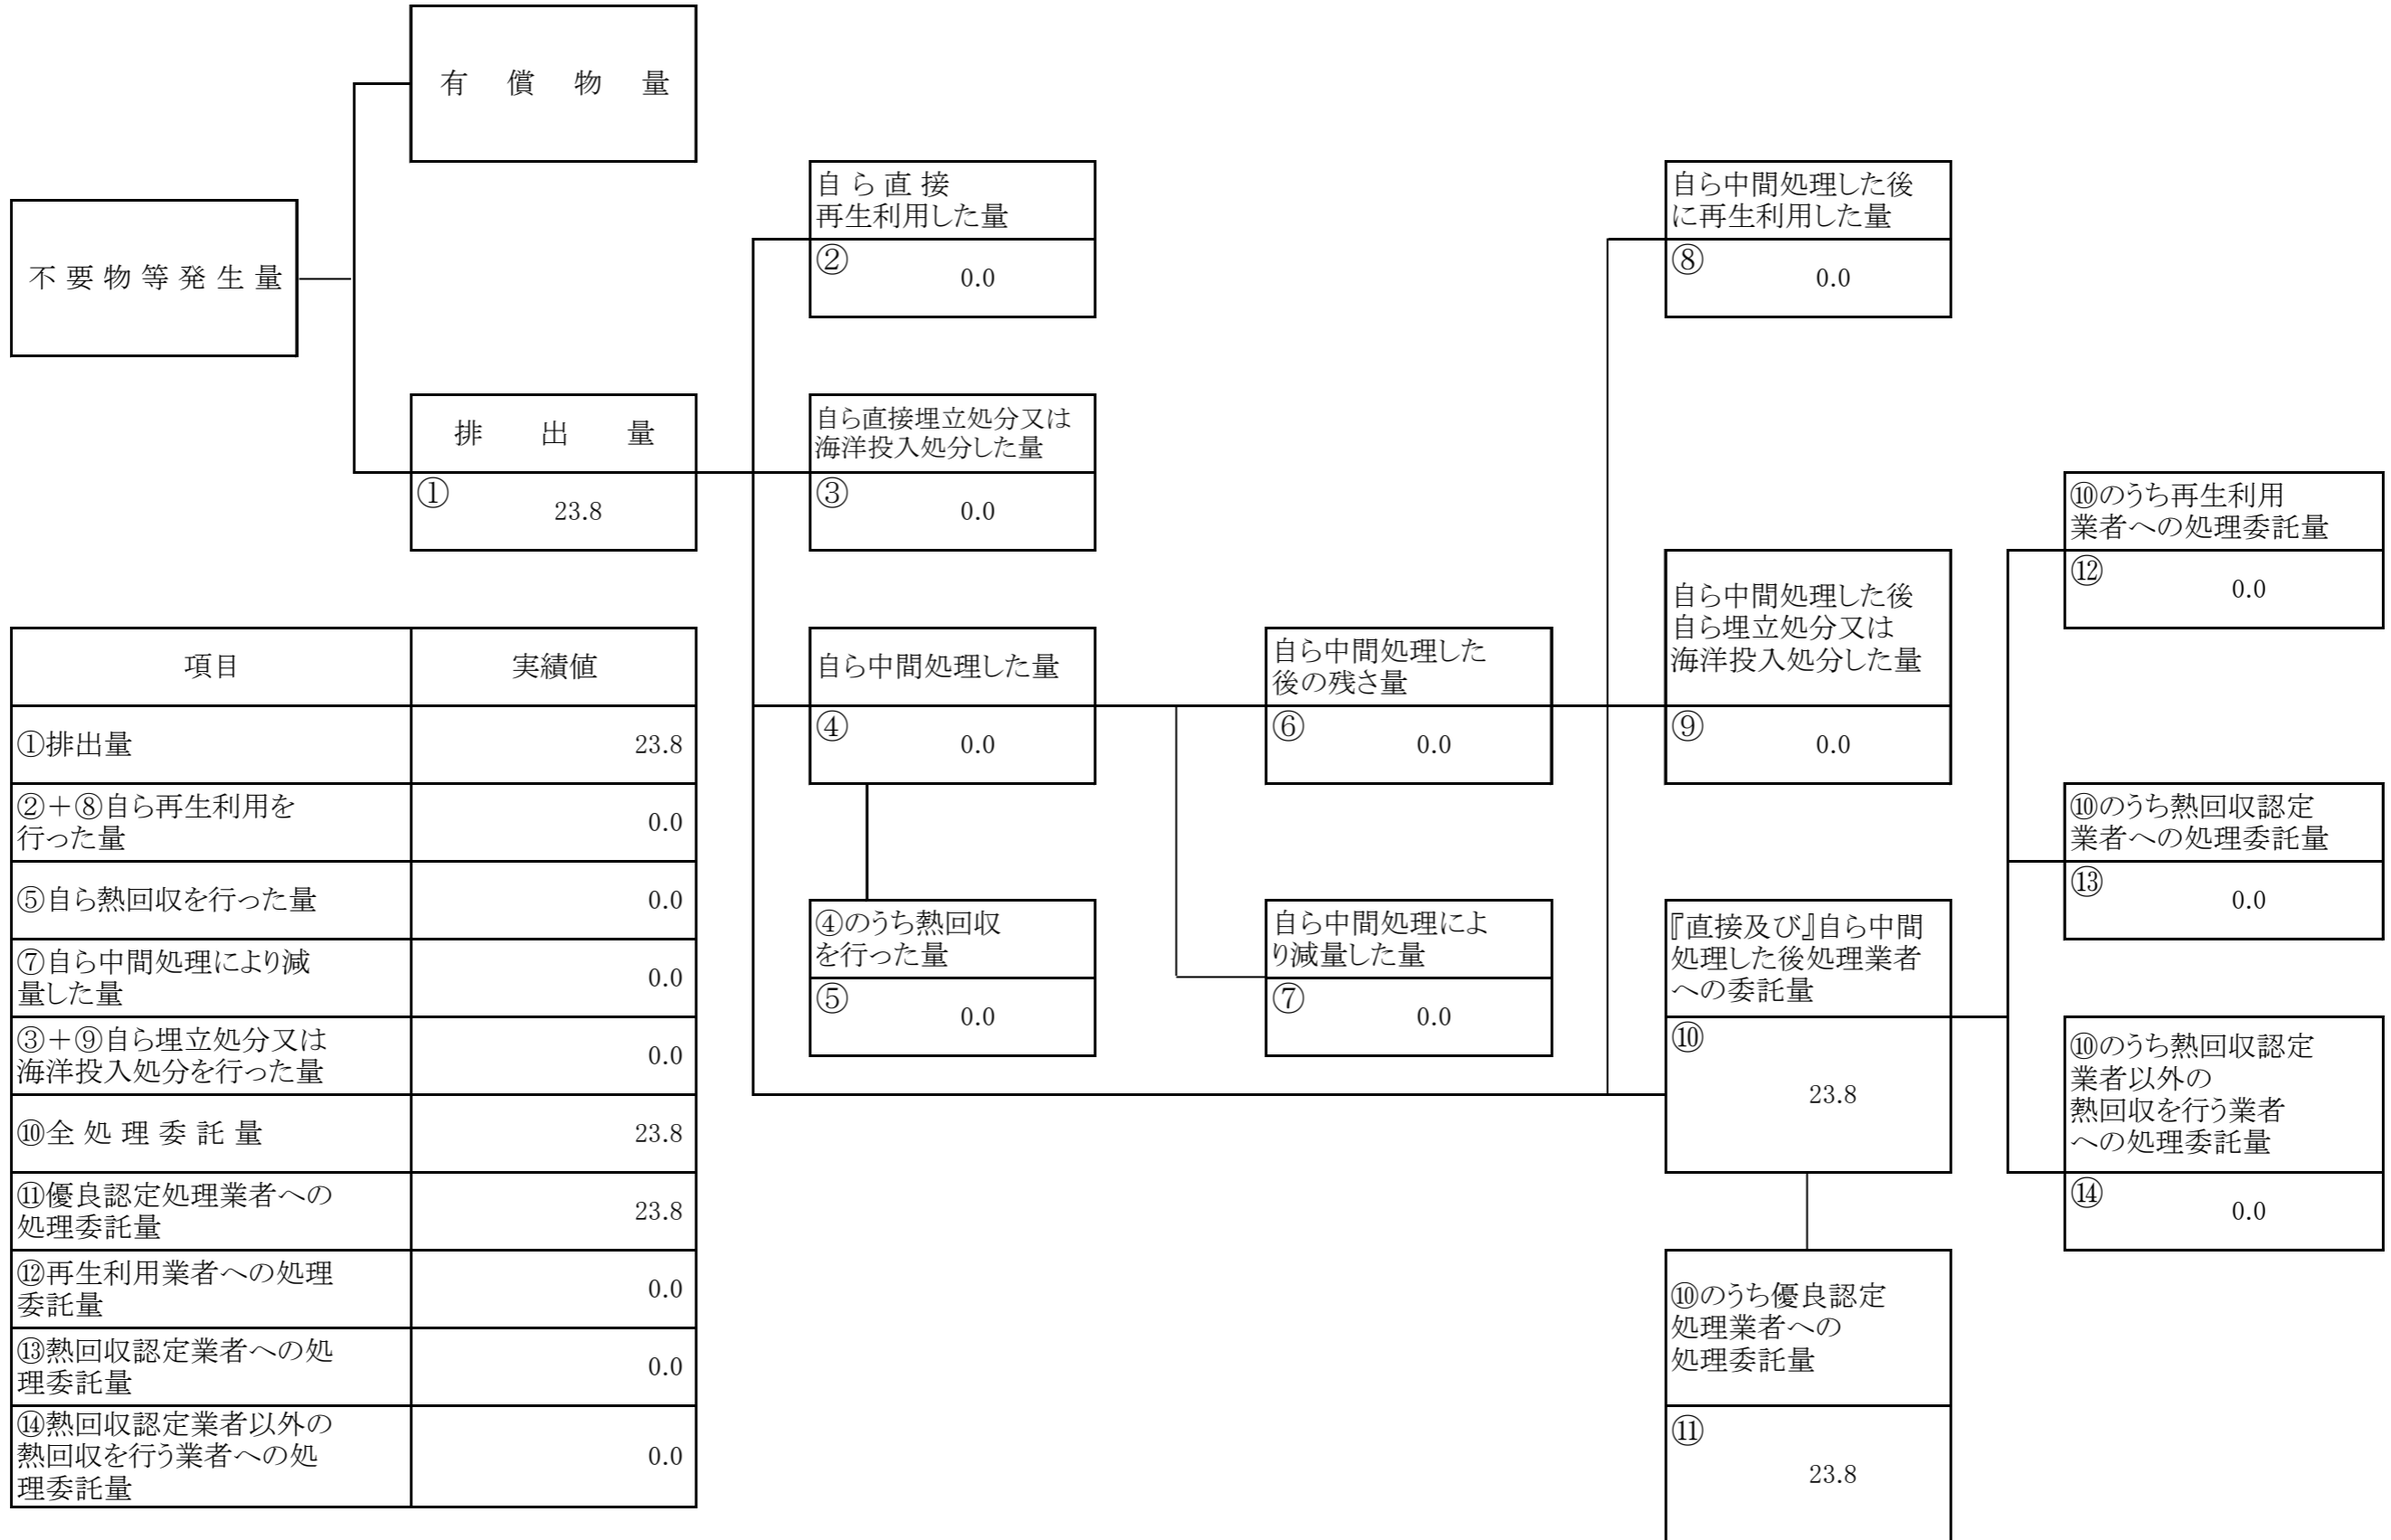 有償物量
不要物等発生量
排出量
①
23.8
自ら直接
再生利用した量
②
0.0
自ら直接埋立処分又は
海洋投入処分した量
③
0.0
自ら中間処理した量
④
0.0
④のうち熱回収
を行った量
⑤
0.0
自ら中間処理した
後の残さ量
⑥
0.0
自ら中間処理によ
り減量した量
⑦
0.0
自ら中間処理した後
に再生利用した量
⑧
0.0
自ら中間処理した後
自ら埋立処分又は
海洋投入処分した量
⑨
0.0
『直接及び』自ら中間
処理した後処理業者
への委託量
⑩
23.8
⑩のうち優良認定
処理業者への
処理委託量
⑪
23.8
⑩のうち再生利用
業者への処理委託量
⑫
0.0
⑩のうち熱回収認定
業者への処理委託量
⑬
0.0
⑩のうち熱回収認定
業者以外の
熱回収を行う業者
への処理委託量
⑭
0.0
項目 実績値
①排出量 23.8
②＋⑧自ら再生利用を
行った量 0.0
⑤自ら熱回収を行った量 0.0
⑦自ら中間処理により減
量した量 0.0
③＋⑨自ら埋立処分又は
海洋投入処分を行った量 0.0
⑩全処理委託量 23.8
⑪優良認定処理業者への
処理委託量 23.8
⑫再生利用業者への処理
委託量 0.0
⑬熱回収認定業者への処
理委託量 0.0
⑭熱回収認定業者以外の
熱回収を行う業者への処
理委託量 0.0